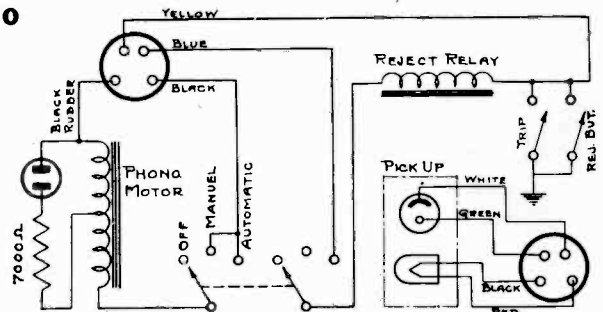 O
YELLOW
BLUE
BLACK
BLACK
RUBBER
REJECT RELAY
TRIP
REJ. BUT.
PHONO
MOTOR
7000Ω
OFF
MANUEL
AUTOMATIC
PICK UP
WHITE
GREEN
BLACK
RED